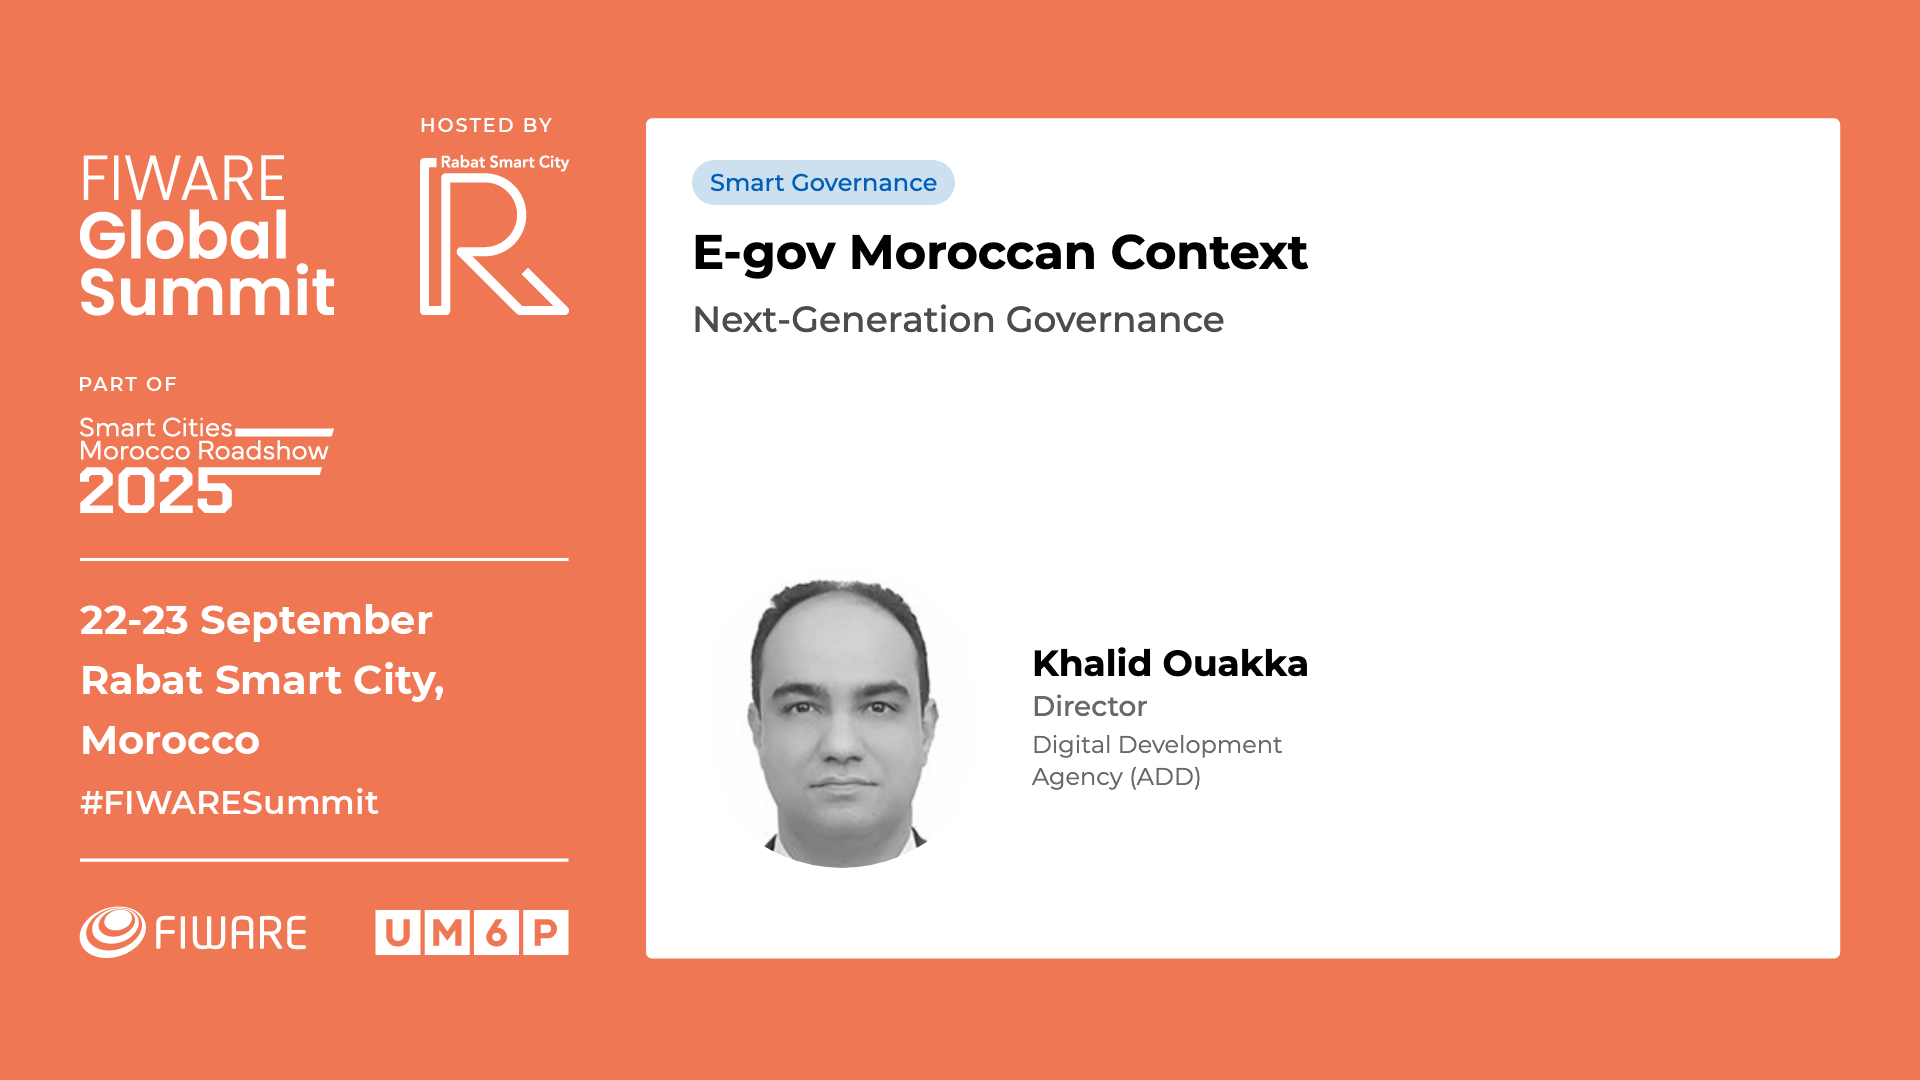 HOSTED BY
FIWARE
Global
Summit
Rabat Smart City
R
PART OF
Smart Cities
Morocco Roadshow
2025
22-23 September
Rabat Smart City,
Morocco
#FIWARESummit
FIWARE
UM6P
Smart Governance
E-gov Moroccan Context
Next-Generation Governance
Khalid Ouakka
Director
Digital Development
Agency (ADD)